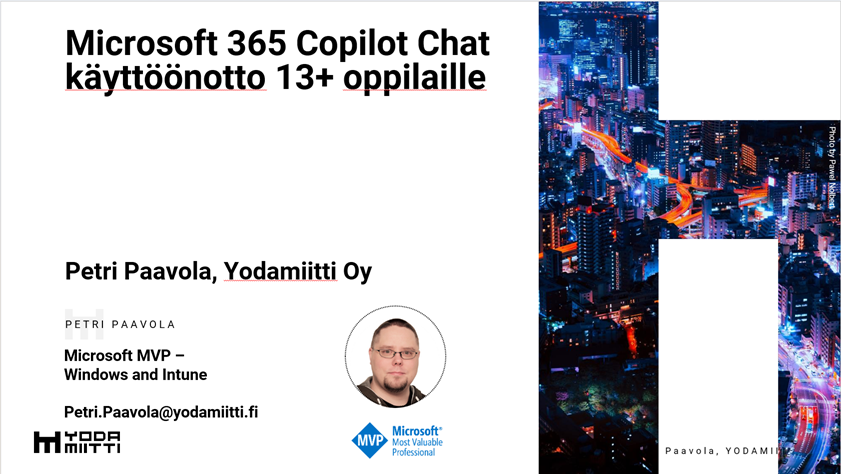 Microsoft 365 Copilot Chat
käyttöönotto 13+ oppilaille
Photo by Pawel Nolbert
Petri Paavola, Yodamiitti Oy
PETRI PAAVOLA
Microsoft MVP –
Windows and Intune
Petri.Paavola@yodamiitti.fi
YODA
MIITTI
MVP
Microsoft®
Most Valuable
Professional
Paavola, YODAMI